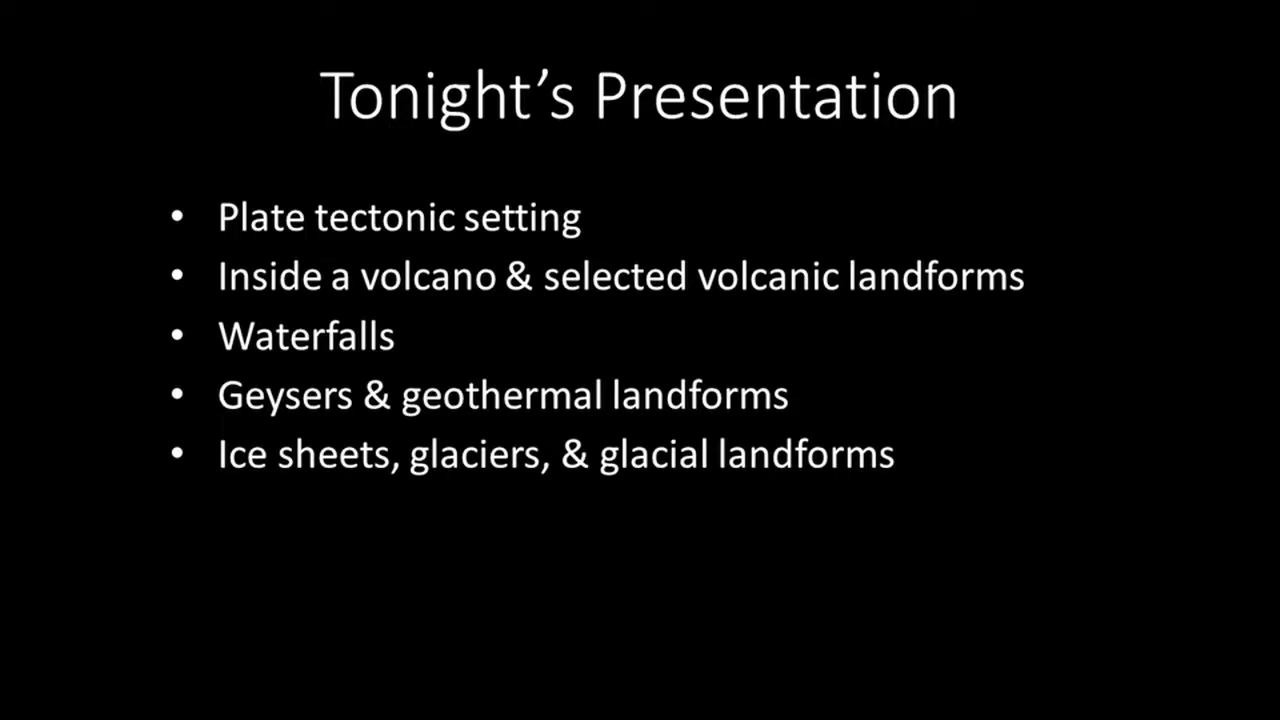 Tonight’s Presentation
• Plate tectonic setting
• Inside a volcano & selected volcanic landforms
• Waterfalls
• Geysers & geothermal landforms
• Ice sheets, glaciers, & glacial landforms